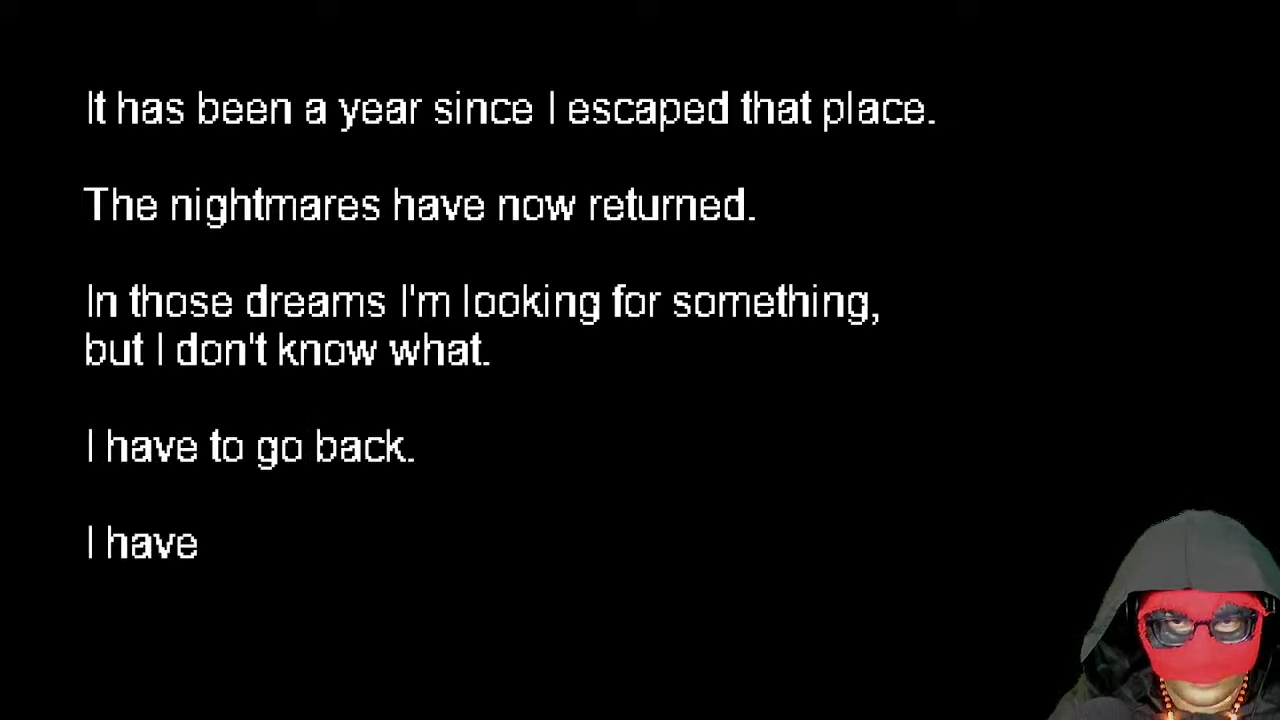 It has been a year since I escaped that place.
The nightmares have now returned.
In those dreams I'm looking for something,
but I don't know what.
I have to go back.
I have